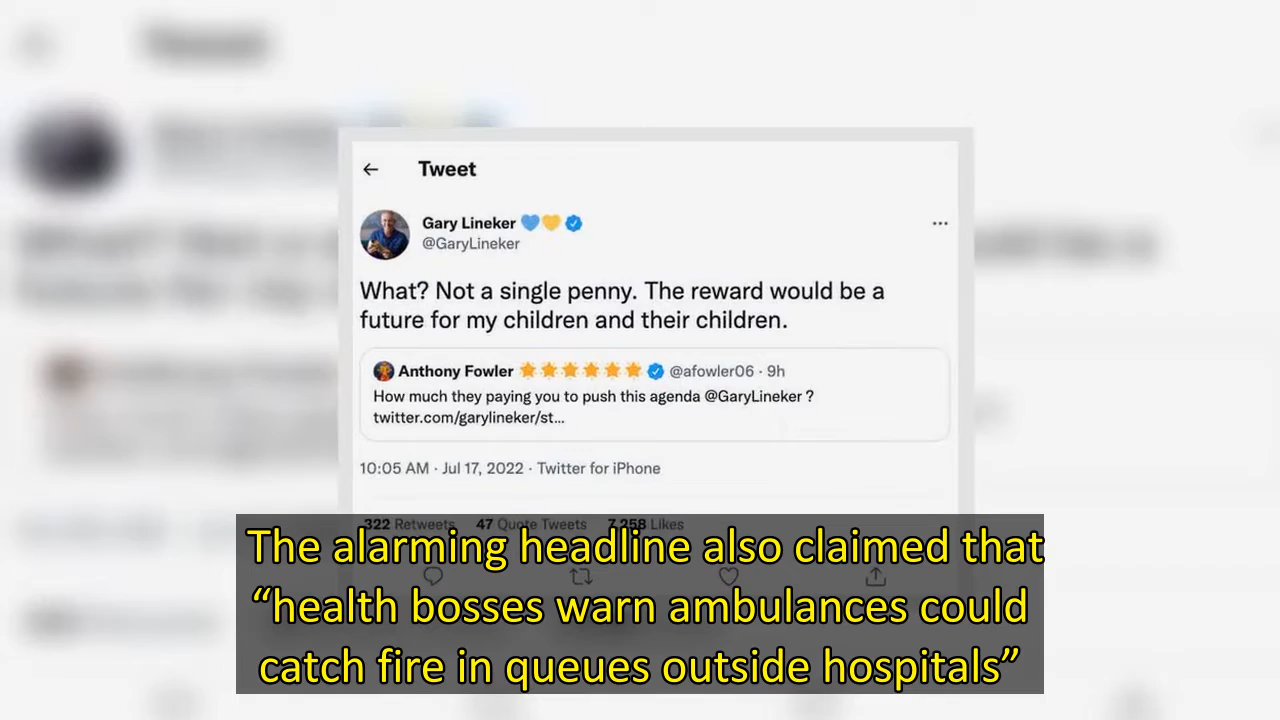 Tweet
Gary Lineker 💙💛
@GaryLineker
What? Not a single penny. The reward would be a
future for my children and their children.
Anthony Fowler ⭐⭐⭐⭐⭐⭐ @afowler06 · 9h
How much they paying you to push this agenda @GaryLineker ?
twitter.com/garylineker/st...
10:05 AM · Jul 17, 2022 · Twitter for iPhone
322 Retweets 47 Quote Tweets 7,258 Likes
The alarming headline also claimed that
“health bosses warn ambulances could
catch fire in queues outside hospitals”